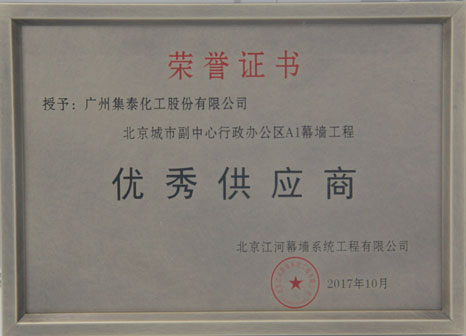 荣誉证书
授予：广州集泰化工股份有限公司
北京城市副中心行政办公区A1幕墙工程
优秀供应商
北京江河幕墙系统工程有限公司
2017年10月